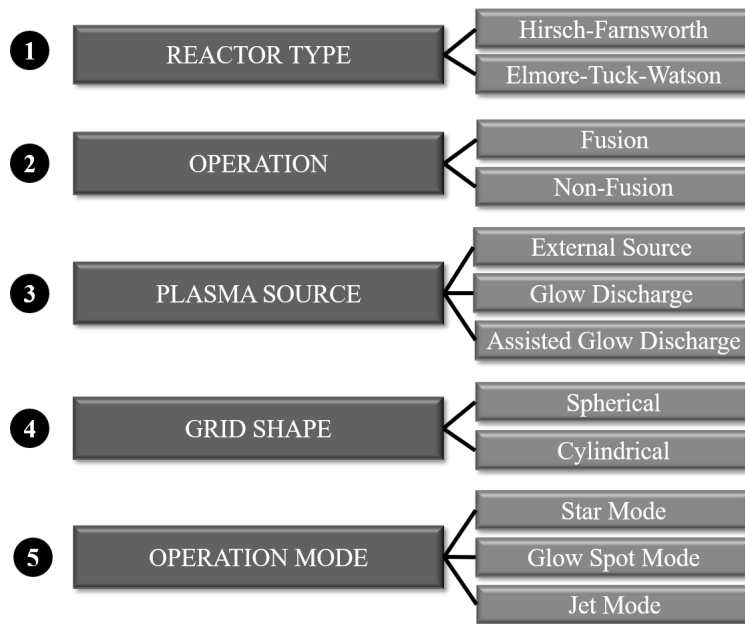 1
REACTOR TYPE
Hirsch-Farnsworth
Elmore-Tuck-Watson
2
OPERATION
Fusion
Non-Fusion
3
PLASMA SOURCE
External Source
Glow Discharge
Assisted Glow Discharge
4
GRID SHAPE
Spherical
Cylindrical
5
OPERATION MODE
Star Mode
Glow Spot Mode
Jet Mode